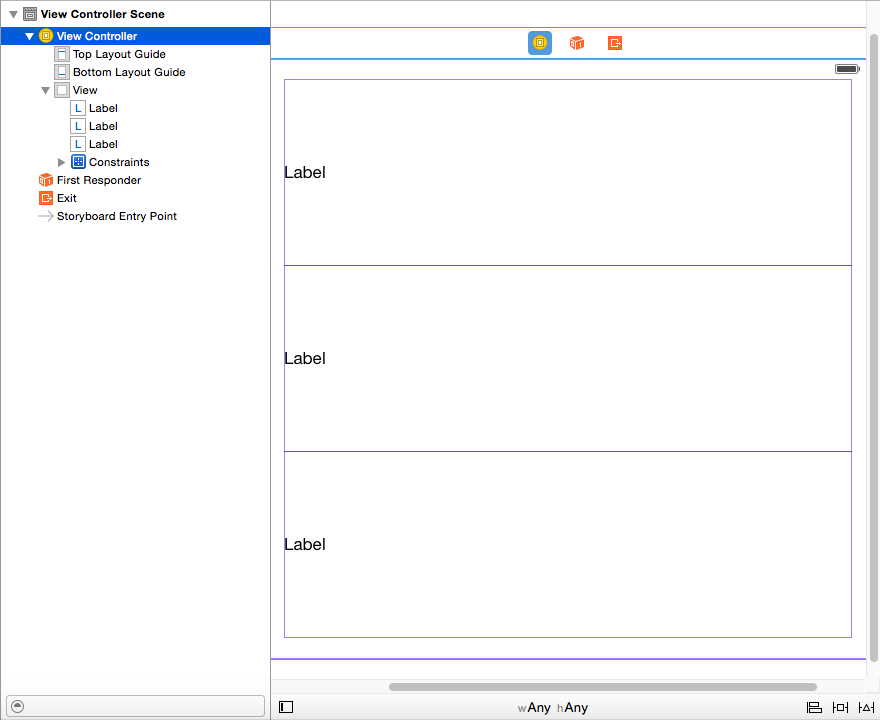 View Controller Scene
View Controller
Top Layout Guide
Bottom Layout Guide
View
L Label
L Label
L Label
Constraints
First Responder
Exit
Storyboard Entry Point
Label
Label
Label
wAny hAny